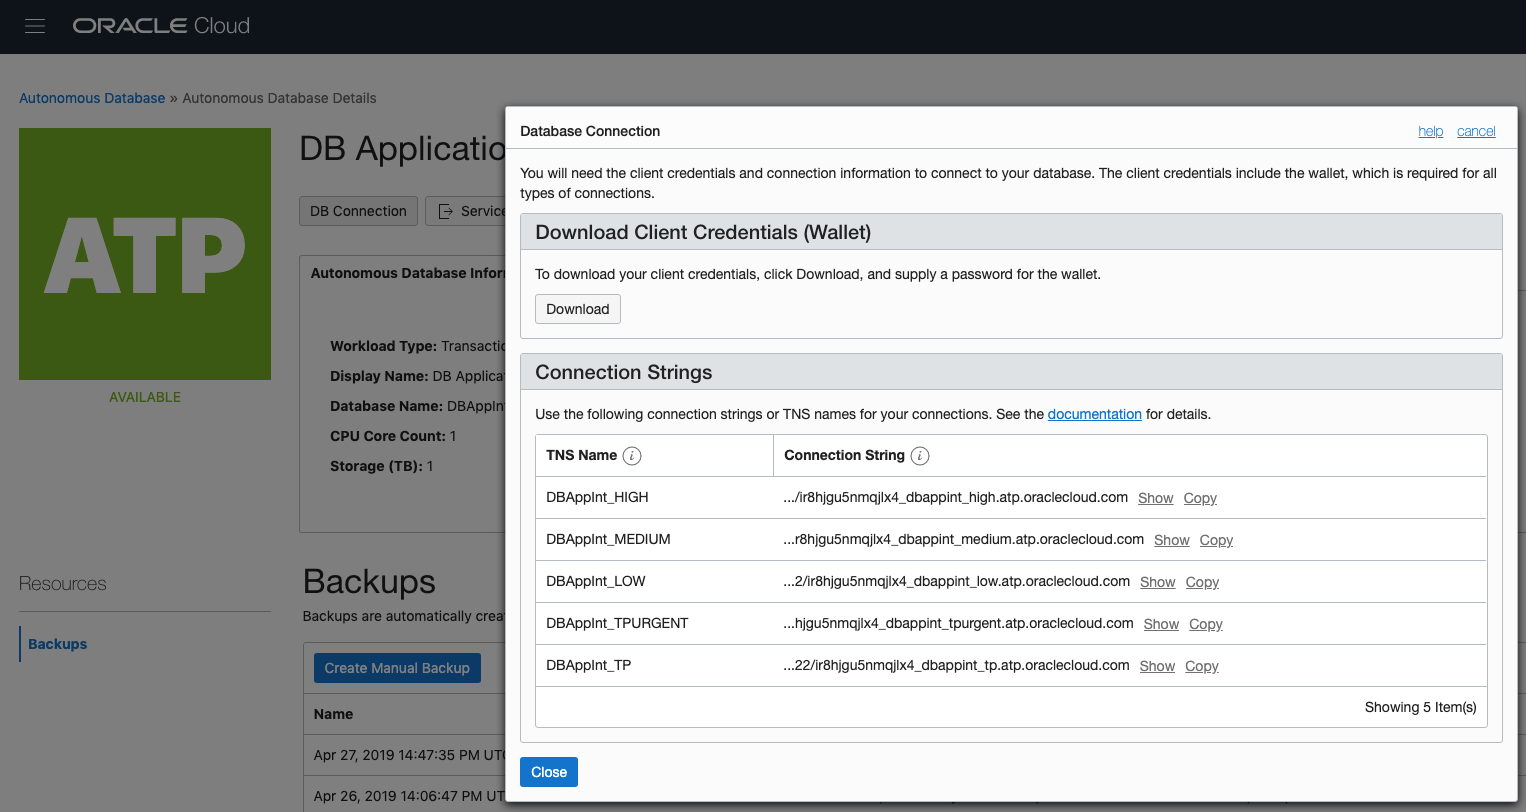 ORACLE Cloud
Autonomous Database » Autonomous Database Details
ATP
AVAILABLE
Resources
Backups
DB Applicatio
DB Connection
Service
Autonomous Database Infor
Workload Type: Transactio
Display Name: DB Applica
Database Name: DBAppIn
CPU Core Count: 1
Storage (TB): 1
Backups
Backups are automatically crea
Create Manual Backup
Name
Apr 27, 2019 14:47:35 PM UTC
Apr 26, 2019 14:06:47 PM UT
Database Connection
help cancel
You will need the client credentials and connection information to connect to your database. The client credentials include the wallet, which is required for all
types of connections.
Download Client Credentials (Wallet)
To download your client credentials, click Download, and supply a password for the wallet.
Download
Connection Strings
Use the following connection strings or TNS names for your connections. See the documentation for details.
TNS Name i Connection String i
DBAppInt_HIGH .../ir8hjgu5nmqjlx4_dbappint_high.atp.oraclecloud.com Show Copy
DBAppInt_MEDIUM ...r8hjgu5nmqjlx4_dbappint_medium.atp.oraclecloud.com Show Copy
DBAppInt_LOW ...2/ir8hjgu5nmqjlx4_dbappint_low.atp.oraclecloud.com Show Copy
DBAppInt_TPURGENT ...hjgu5nmqjlx4_dbappint_tpurgent.atp.oraclecloud.com Show Copy
DBAppInt_TP ...22/ir8hjgu5nmqjlx4_dbappint_tp.atp.oraclecloud.com Show Copy
Showing 5 Item(s)
Close